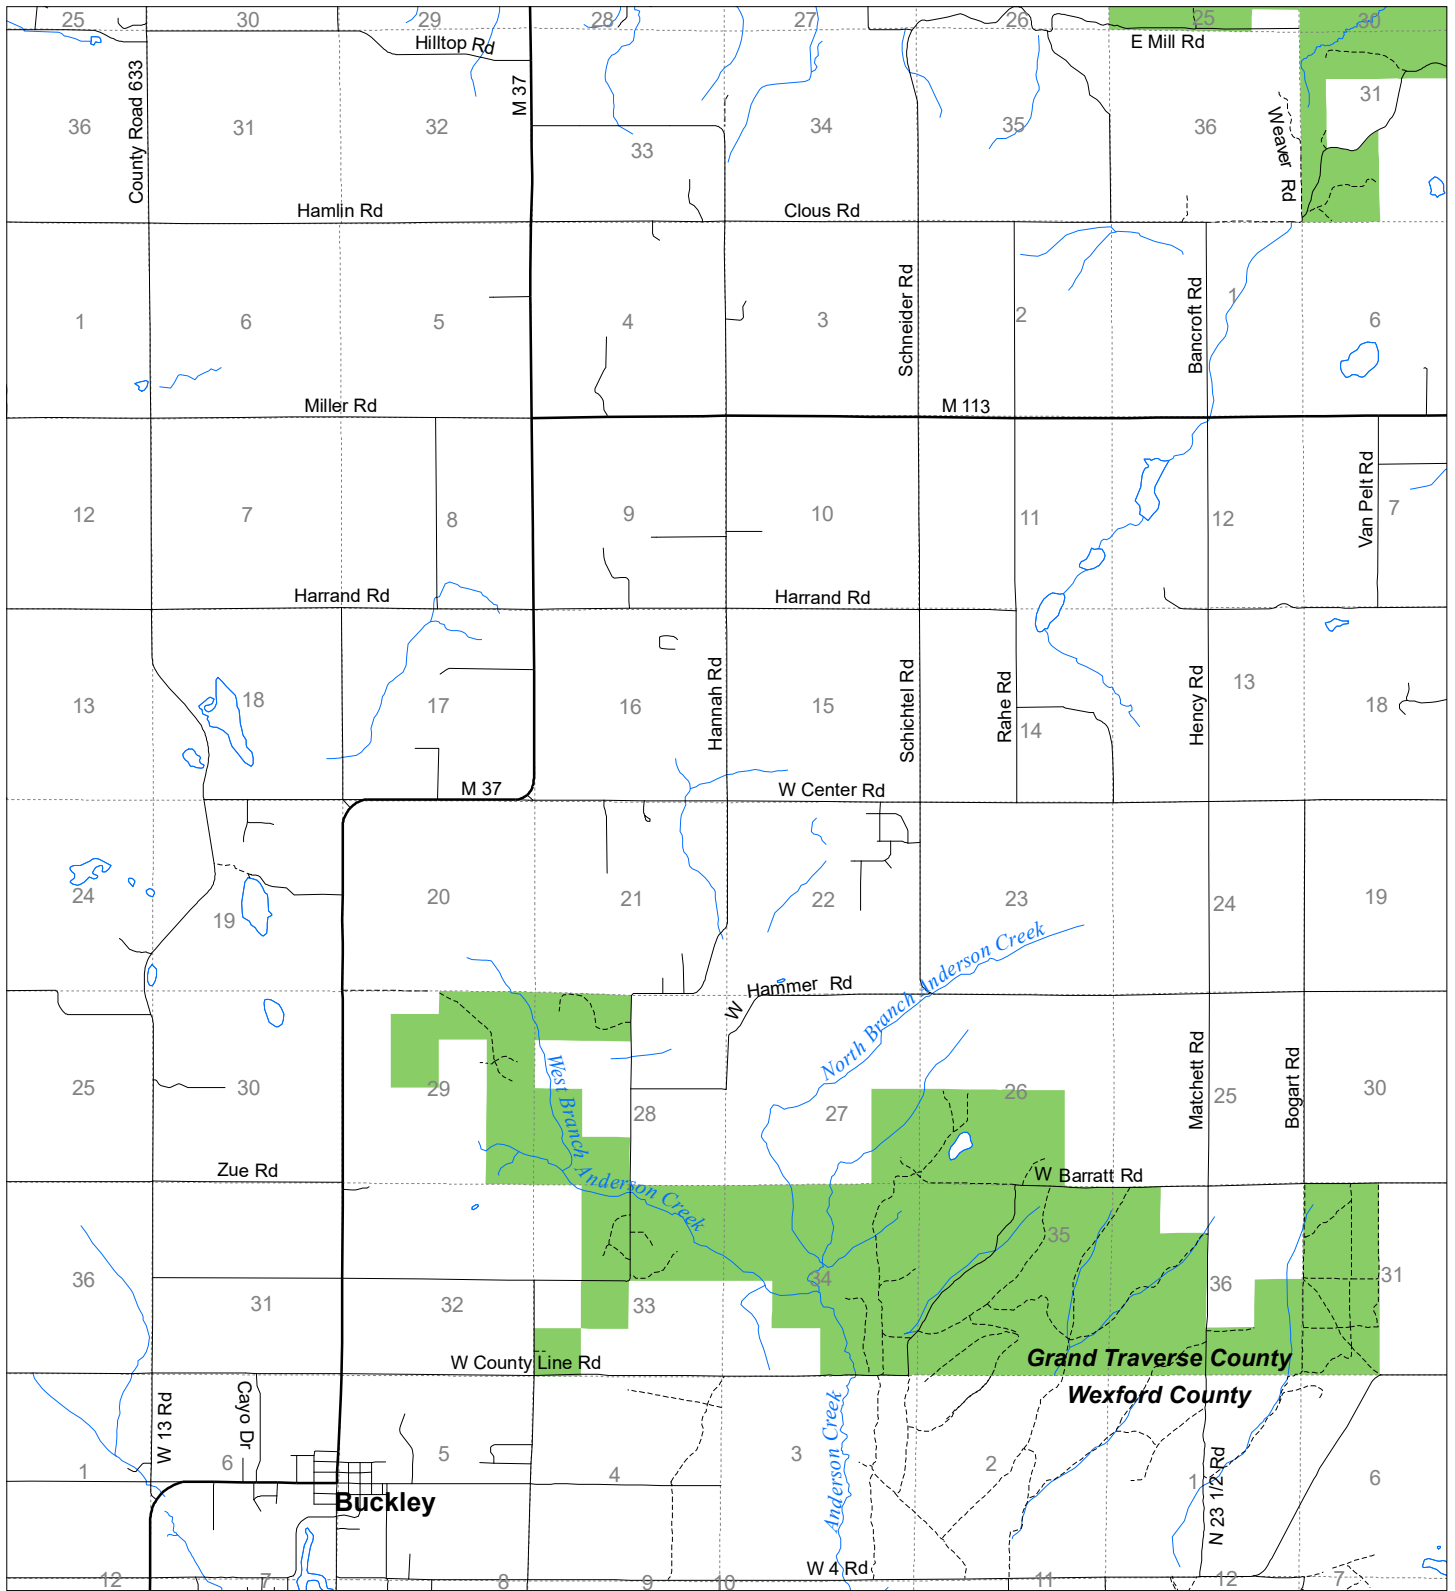 25
30
29
28
27
26
25
30
Hilltop Rd
E Mill Rd
M 37
County Road 633
36
31
32
33
34
35
36
31
Weaver Rd
Hamlin Rd
Clous Rd
Schneider Rd
Bancroft Rd
1
6
5
4
3
2
1
6
Miller Rd
M 113
Van Pelt Rd
12
7
8
9
10
11
12
7
Harrand Rd
Harrand Rd
Hannah Rd
Schichtel Rd
Rahe Rd
Hency Rd
13
18
17
16
15
14
13
18
M 37
W Center Rd
24
19
20
21
22
23
24
19
North Branch Anderson Creek
W Hammer Rd
West Branch Anderson Creek
Matchett Rd
Bogart Rd
25
30
29
28
27
26
25
30
Zue Rd
W Barratt Rd
36
31
32
33
34
35
36
31
W County Line Rd
Grand Traverse County
Wexford County
W 13 Rd
Cayo Dr
Anderson Creek
N 23 1/2 Rd
1
6
5
4
3
2
1
6
Buckley
W 4 Rd
12
7
8
9
10
11
12
7